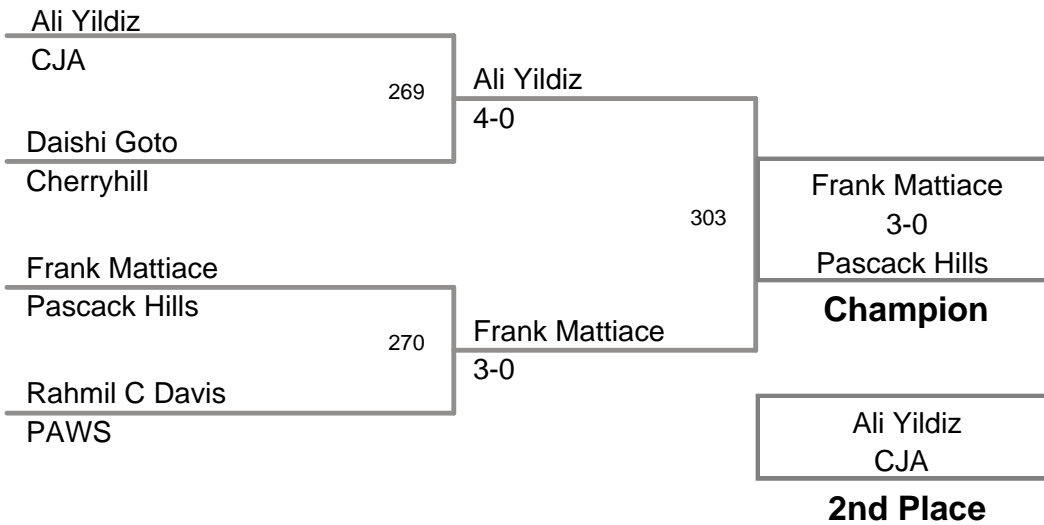 Ali Yildiz
CJA
269
Daishi Goto
Cherryhill
Ali Yildiz
4-0
Frank Mattiace
Pascack Hills
270
Rahmil C Davis
PAWS
Frank Mattiace
3-0
303
Frank Mattiace
3-0
Pascack Hills
Champion
Ali Yildiz
CJA
2nd Place